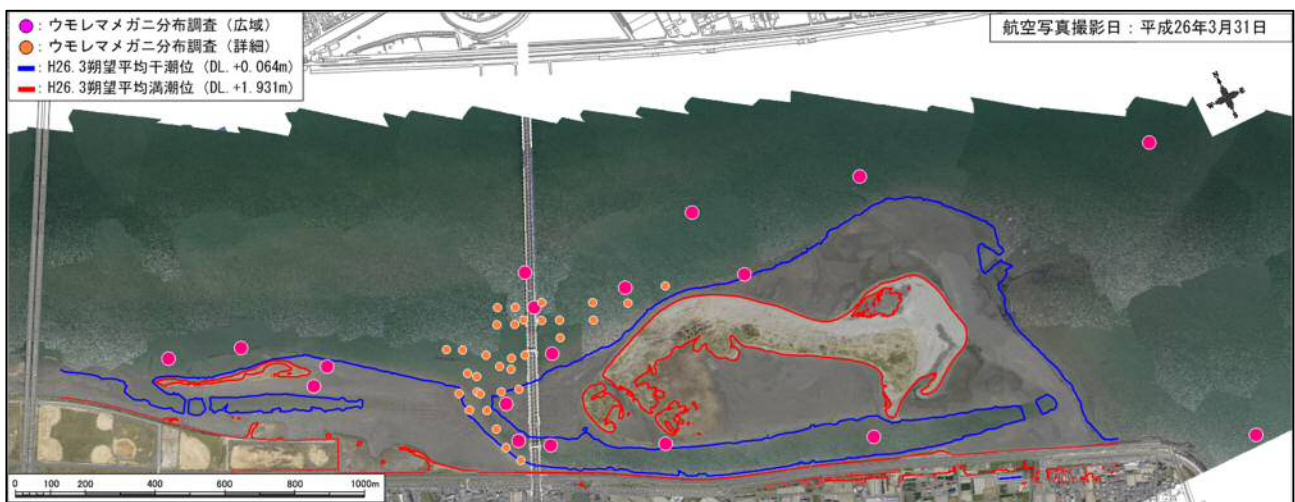 ：ウモレマメガニ分布調査（広域）
：ウモレマメガニ分布調査（詳細）
：H26.3朔望平均干潮位（DL.+0.064m）
：H26.3朔望平均満潮位（DL.+1.931m）
航空写真撮影日：平成26年3月31日
0 100 200 400 600 800 1000m